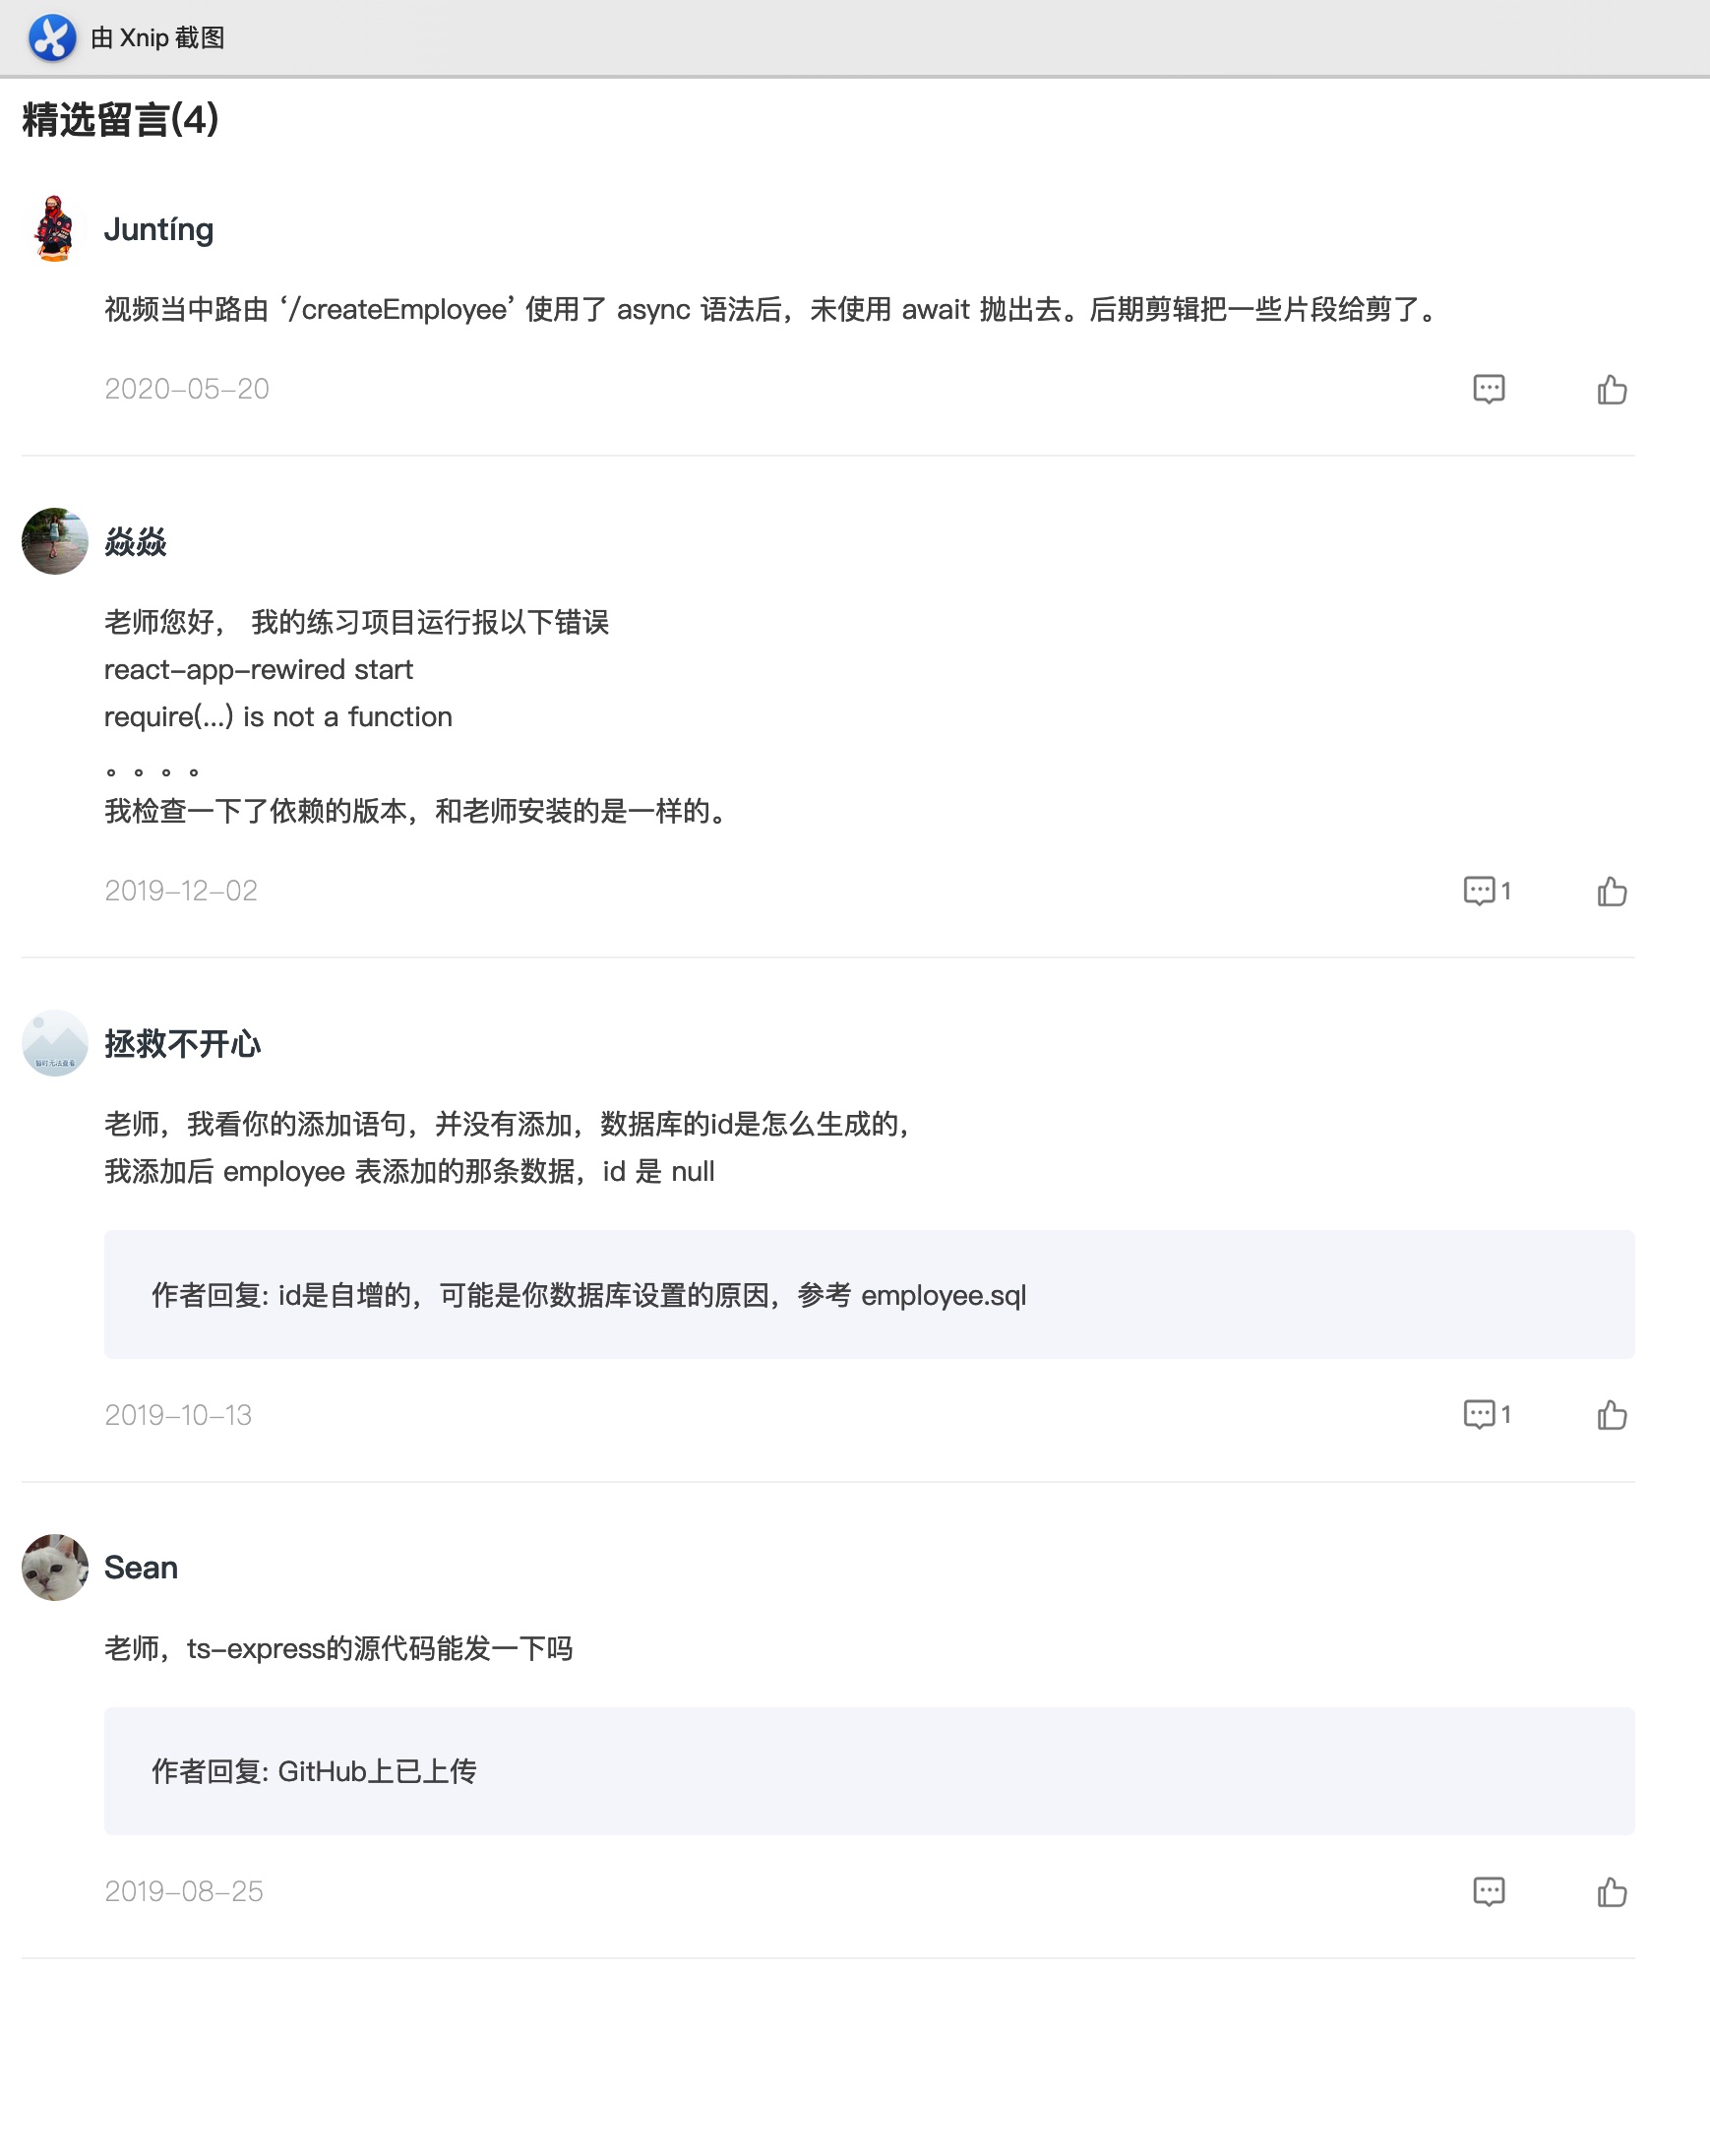 由 Xnip 截图
精选留言(4)
Juntíng
视频当中路由 ‘/createEmployee’ 使用了 async 语法后，未使用 await 抛出去。后期剪辑把一些片段给剪了。
2020-05-20
焱焱
老师您好， 我的练习项目运行报以下错误
react-app-rewired start
require(...) is not a function
。。。。
我检查一下了依赖的版本，和老师安装的是一样的。
2019-12-02
1
拯救不开心
老师，我看你的添加语句，并没有添加，数据库的id是怎么生成的，
我添加后 employee 表添加的那条数据，id 是 null
作者回复: id是自增的，可能是你数据库设置的原因，参考 employee.sql
2019-10-13
1
Sean
老师，ts-express的源代码能发一下吗
作者回复: GitHub上已上传
2019-08-25